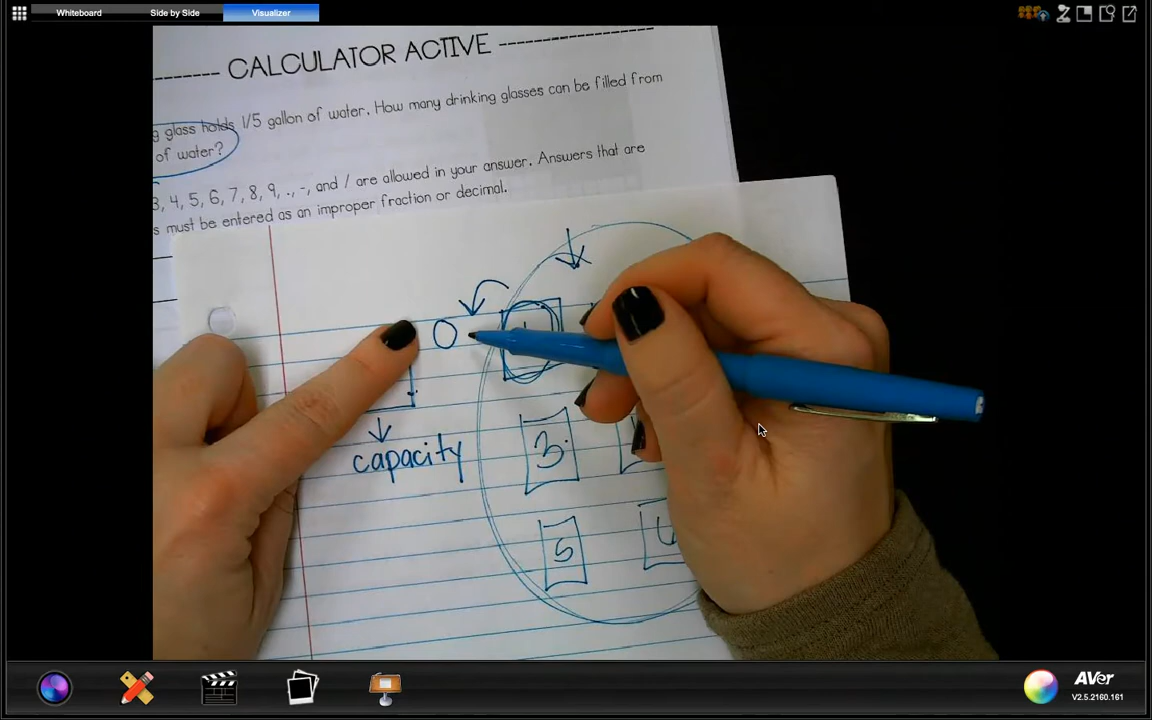 Whiteboard Side by Side Visualizer
CALCULATOR ACTIVE
g glass holds 1/5 gallon of water. How many drinking glasses can be filled from
of water?
3, 4, 5, 6, 7, 8, 9, ., -, and / are allowed in your answer. Answers that are
s must be entered as an improper fraction or decimal.
0
capacity
3
5
AVer
V2.5.2160.161